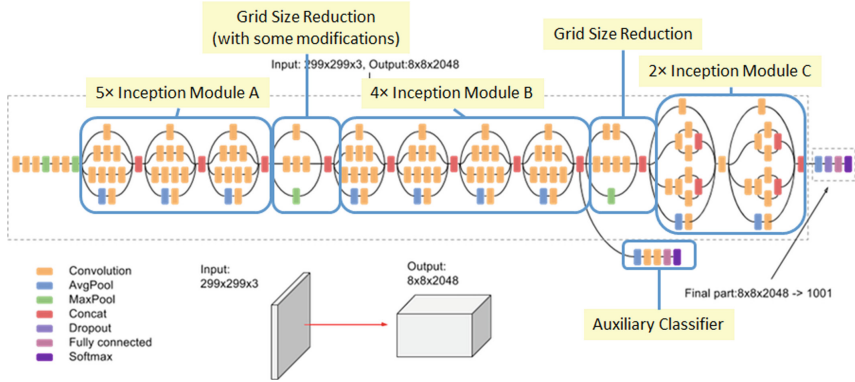 Grid Size Reduction
(with some modifications)
Input: 299x299x3, Output:8x8x2048
Grid Size Reduction
5× Inception Module A
4× Inception Module B
2× Inception Module C
Convolution
AvgPool
MaxPool
Concat
Dropout
Fully connected
Softmax
Input:
299x299x3
Output:
8x8x2048
Auxiliary Classifier
Final part:8x8x2048 -> 1001